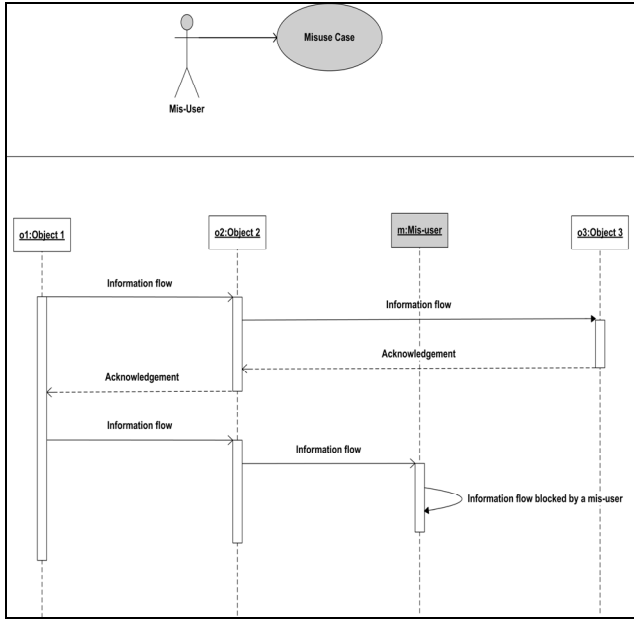 Misuse Case
Mis-User
o1:Object 1
o2:Object 2
m:Mis-user
o3:Object 3
Information flow
Information flow
Acknowledgement
Acknowledgement
Information flow
Information flow
Information flow blocked by a mis-user